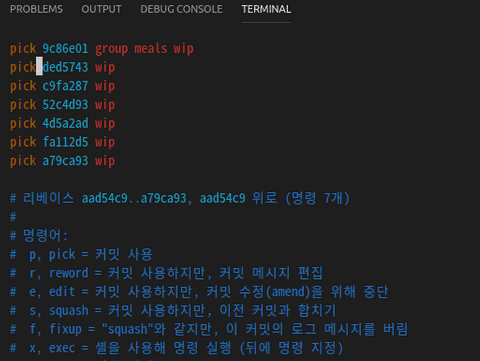 PROBLEMS OUTPUT DEBUG CONSOLE TERMINAL
pick 9c86e01 group meals wip
pick ded5743 wip
pick c9fa287 wip
pick 52c4d93 wip
pick 4d5a2ad wip
pick fa112d5 wip
pick a79ca93 wip
# 리베이스 aad54c9..a79ca93, aad54c9 위로 (명령 7개)
#
# 명령어:
#  p, pick = 커밋 사용
#  r, reword = 커밋 사용하지만, 커밋 메시지 편집
#  e, edit = 커밋 사용하지만, 커밋 수정(amend)을 위해 중단
#  s, squash = 커밋 사용하지만, 이전 커밋과 합치기
#  f, fixup = "squash"와 같지만, 이 커밋의 로그 메시지를 버림
#  x, exec = 셸을 사용해 명령 실행 (뒤에 명령 지정)